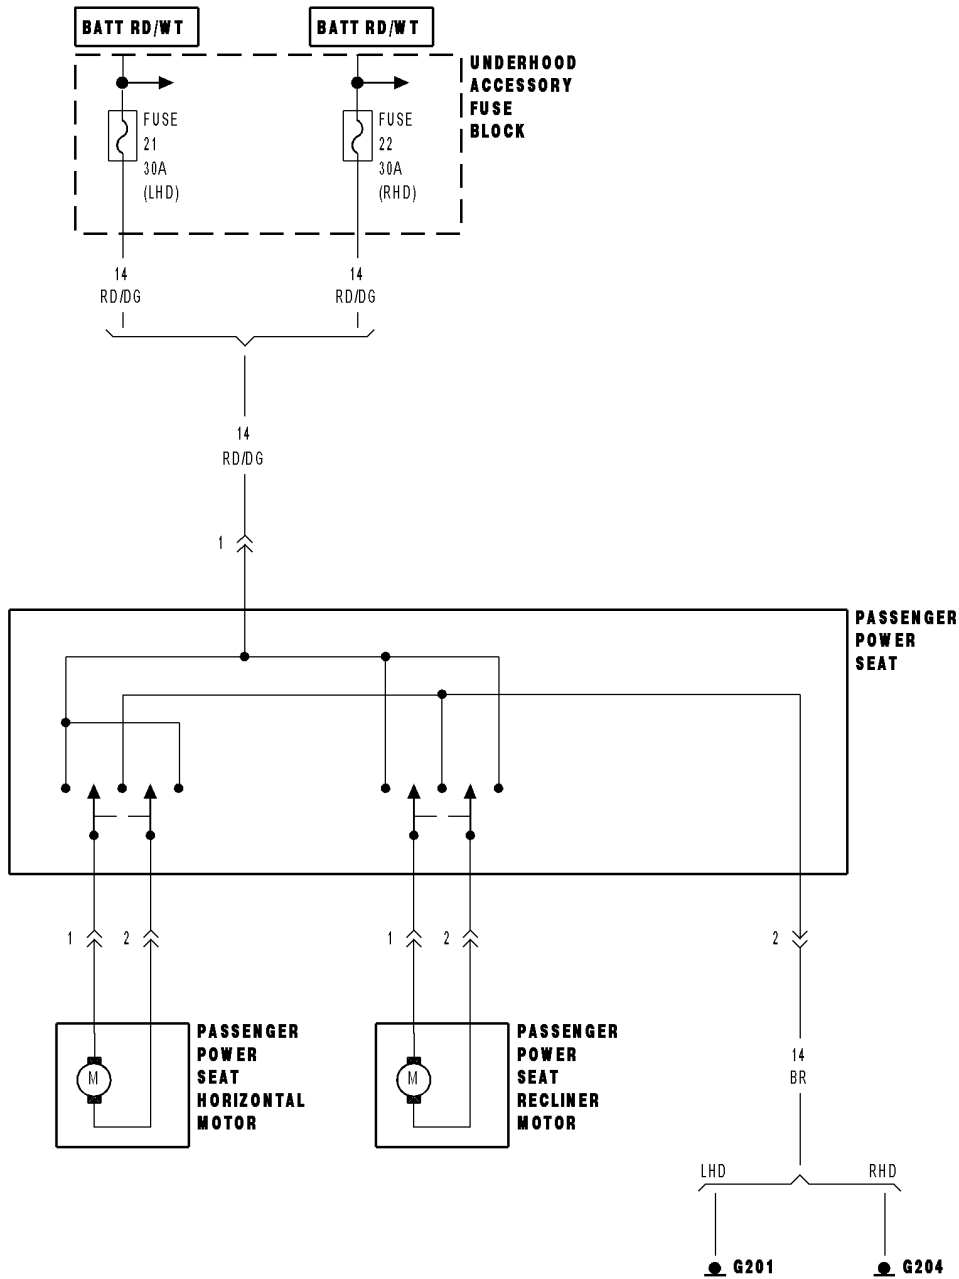 BATT RD/WT
BATT RD/WT
UNDERHOOD
ACCESSORY
FUSE
BLOCK
FUSE
21
30A
(LHD)
FUSE
22
30A
(RHD)
14
RD/DG
14
RD/DG
14
RD/DG
1
PASSENGER
POWER
SEAT
1
2
1
2
2
PASSENGER
POWER
SEAT
HORIZONTAL
MOTOR
M
PASSENGER
POWER
SEAT
RECLINER
MOTOR
M
14
BR
LHD
RHD
G201
G204